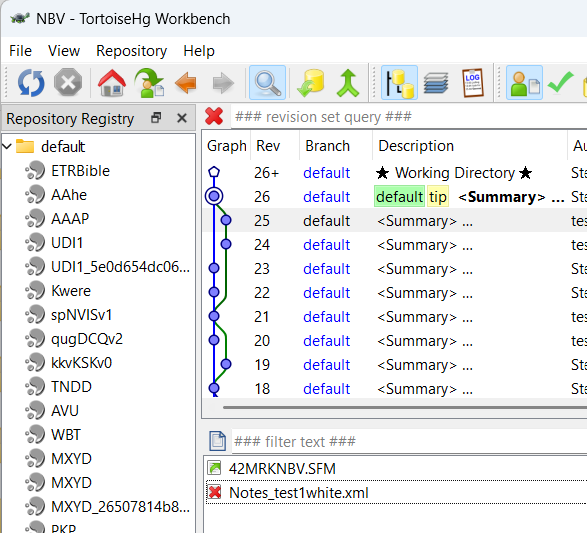 NBV - TortoiseHg Workbench
File View Repository Help
LOG
Repository Registry
default
ETRBible
AAhe
AAAP
UDI1
UDI1_5e0d654dc06...
Kwere
spNVISv1
qugDCQv2
kkvKSKv0
TNDD
AVU
WBT
MXYD
MXYD
MXYD_26507814b8...
PKP
### revision set query ###
Graph Rev Branch Description Au
26+ default ★ Working Directory ★ Sta
26 default default tip <Summary> ... Sta
25 default <Summary> ... tes
24 default <Summary> ... tes
23 default <Summary> ... Sta
22 default <Summary> ... tes
21 default <Summary> ... tes
20 default <Summary> ... Sta
19 default <Summary> ... tes
18 default <Summary> ... Sta
### filter text ###
42MRKNBV.SFM
Notes_test1white.xml